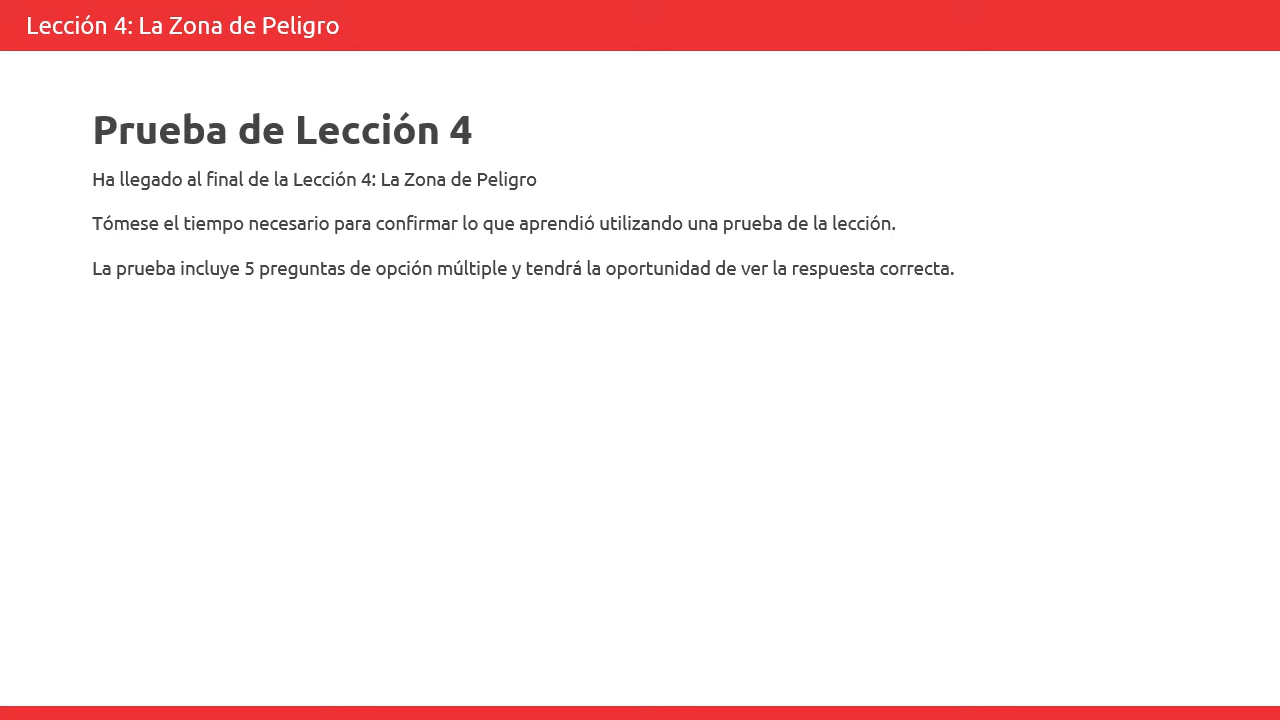 Lección 4: La Zona de Peligro
Prueba de Lección 4
Ha llegado al final de la Lección 4: La Zona de Peligro
Tómese el tiempo necesario para confirmar lo que aprendió utilizando una prueba de la lección.
La prueba incluye 5 preguntas de opción múltiple y tendrá la oportunidad de ver la respuesta correcta.